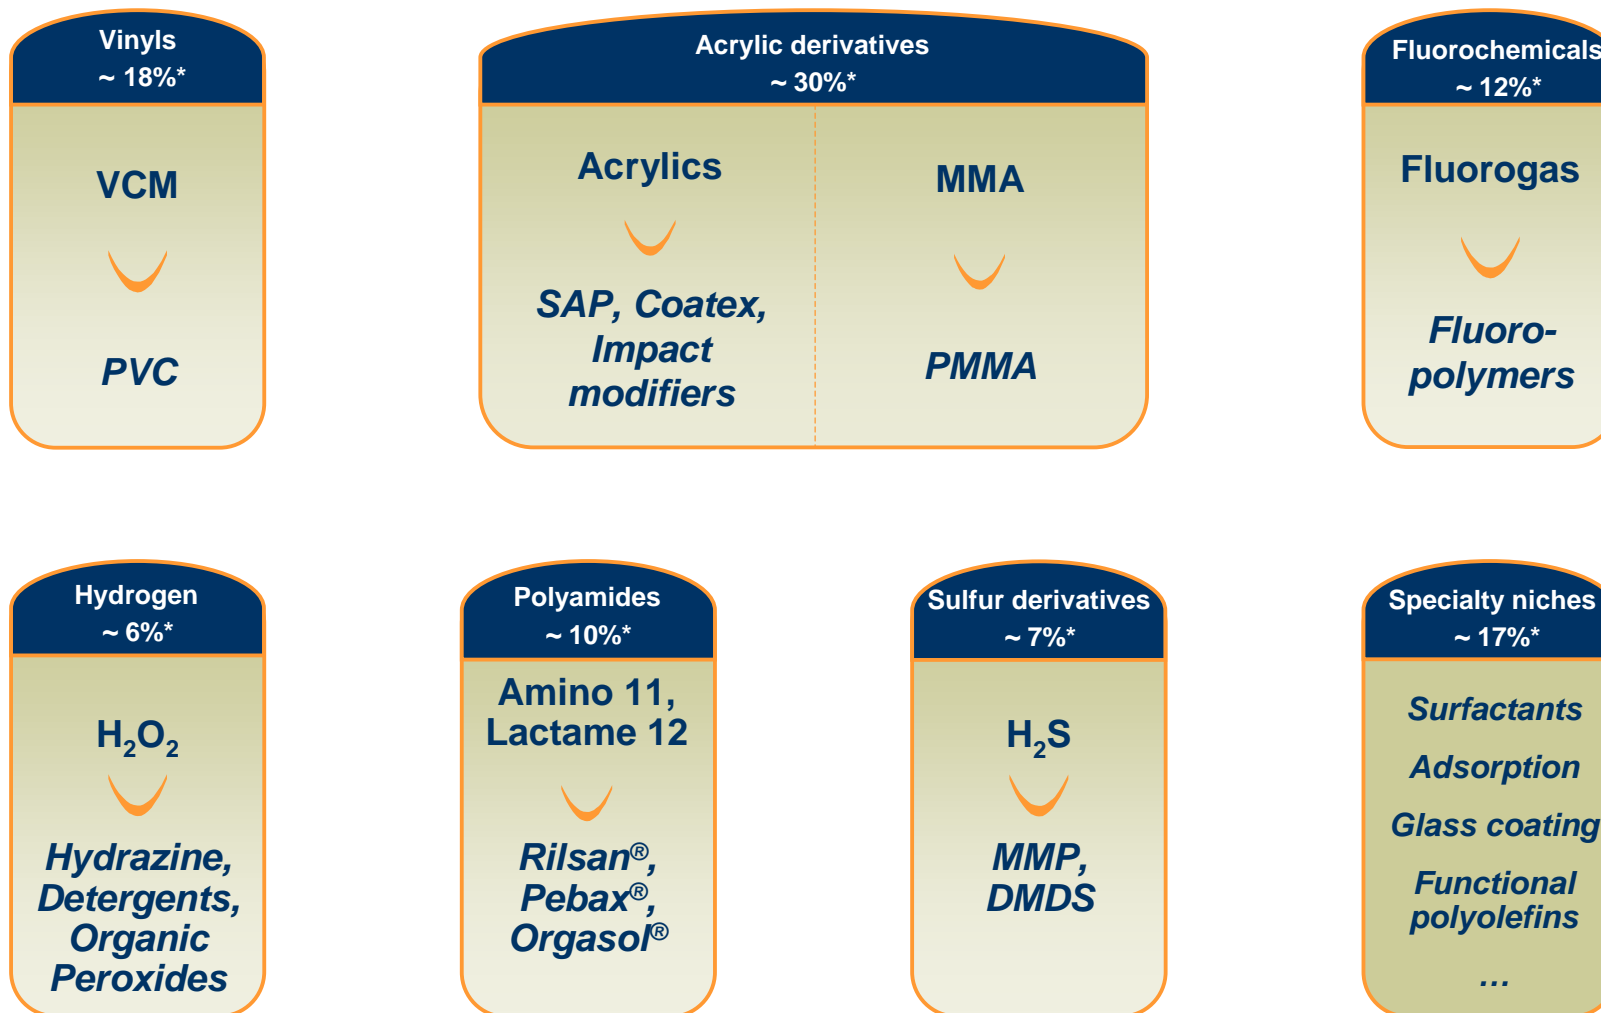 Vinyls
~ 18%*
VCM
PVC
Acrylic derivatives
~ 30%*
Acrylics
SAP, Coatex,
Impact
modifiers
MMA
PMMA
Fluorochemicals
~ 12%*
Fluorogas
Fluoro-
polymers
Hydrogen
~ 6%*
H₂O₂
Hydrazine,
Detergents,
Organic
Peroxides
Polyamides
~ 10%*
Amino 11,
Lactame 12
Rilsan®,
Pebax®,
Orgasol®
Sulfur derivatives
~ 7%*
H₂S
MMP,
DMDS
Specialty niches
~ 17%*
Surfactants
Adsorption
Glass coating
Functional
polyolefins
...